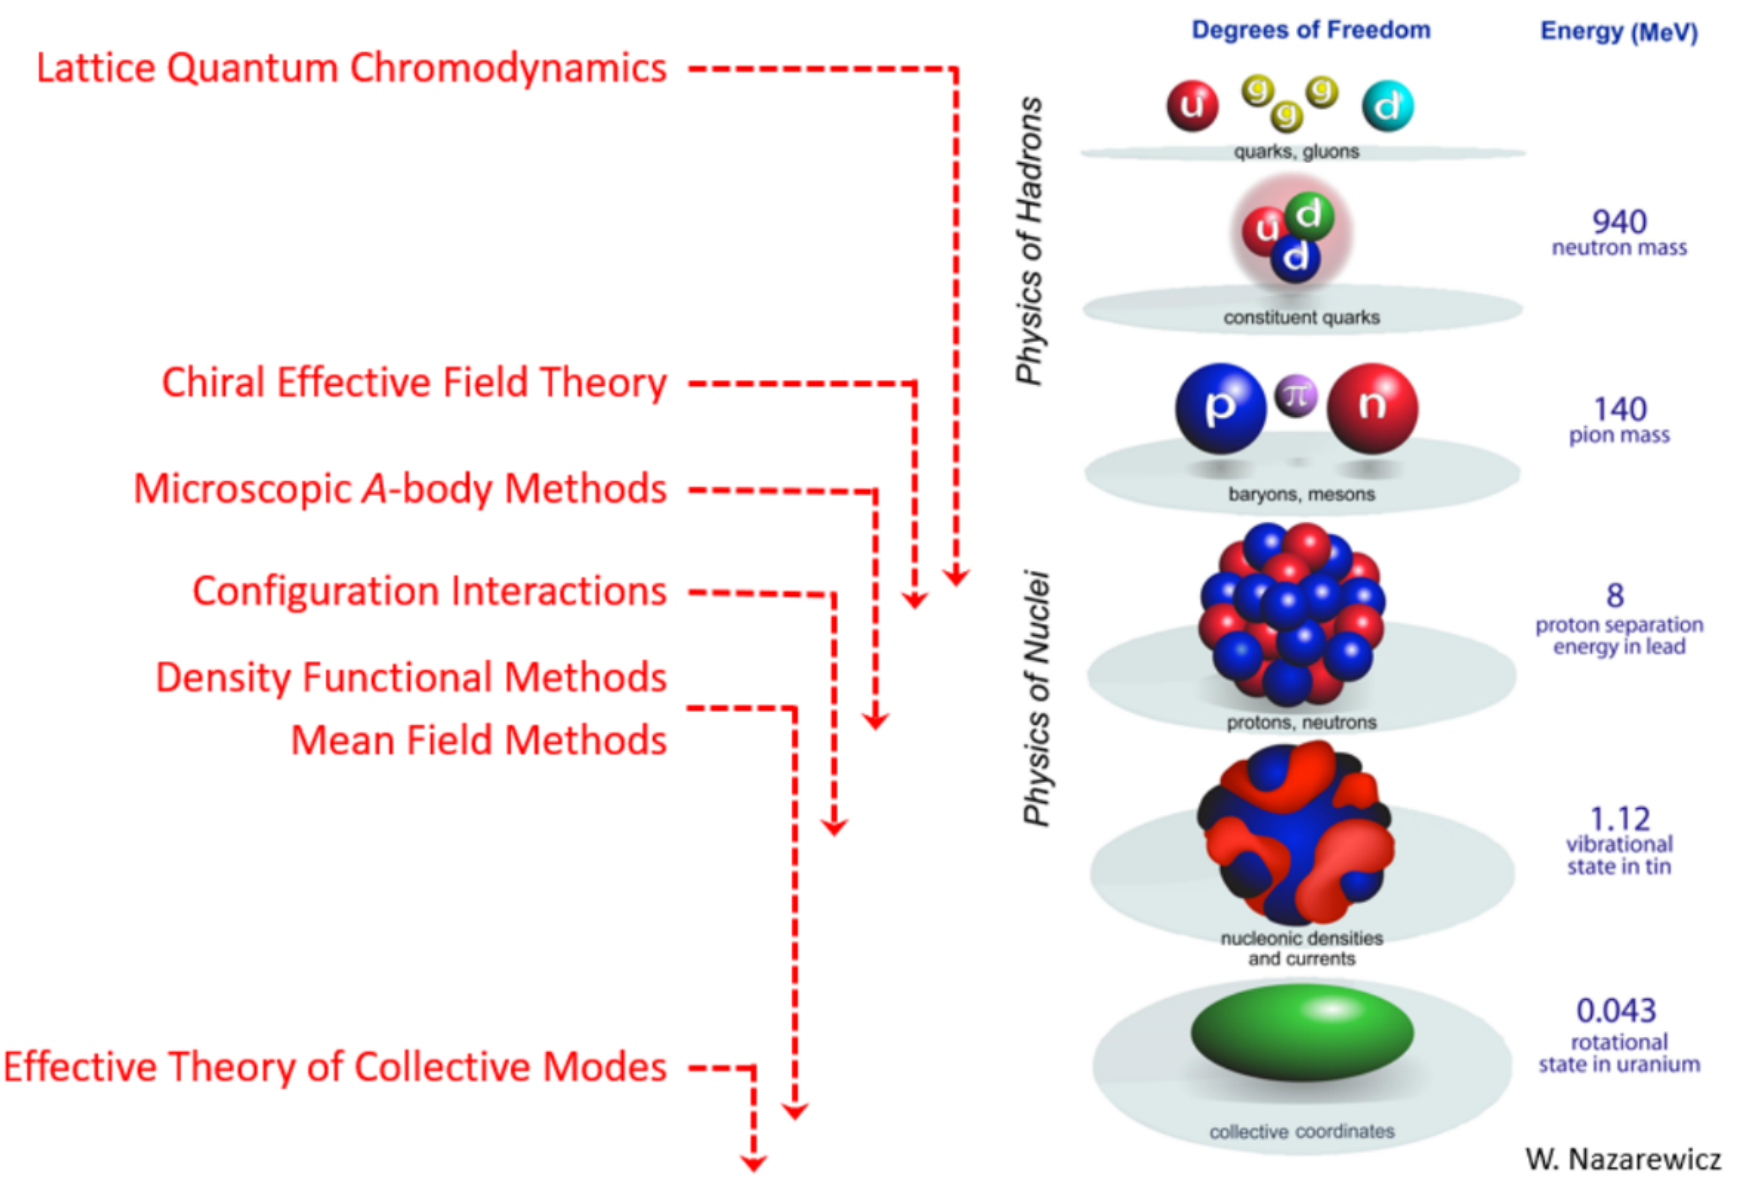 Lattice Quantum Chromodynamics
Chiral Effective Field Theory
Microscopic A-body Methods
Configuration Interactions
Density Functional Methods
Mean Field Methods
Effective Theory of Collective Modes
Physics of Hadrons
Physics of Nuclei
Degrees of Freedom
Energy (MeV)
u g g g d
quarks, gluons
u d d
constituent quarks
940
neutron mass
p π n
baryons, mesons
140
pion mass
protons, neutrons
8
proton separation
energy in lead
nucleonic densities
and currents
1.12
vibrational
state in tin
collective coordinates
0.043
rotational
state in uranium
W. Nazarewicz